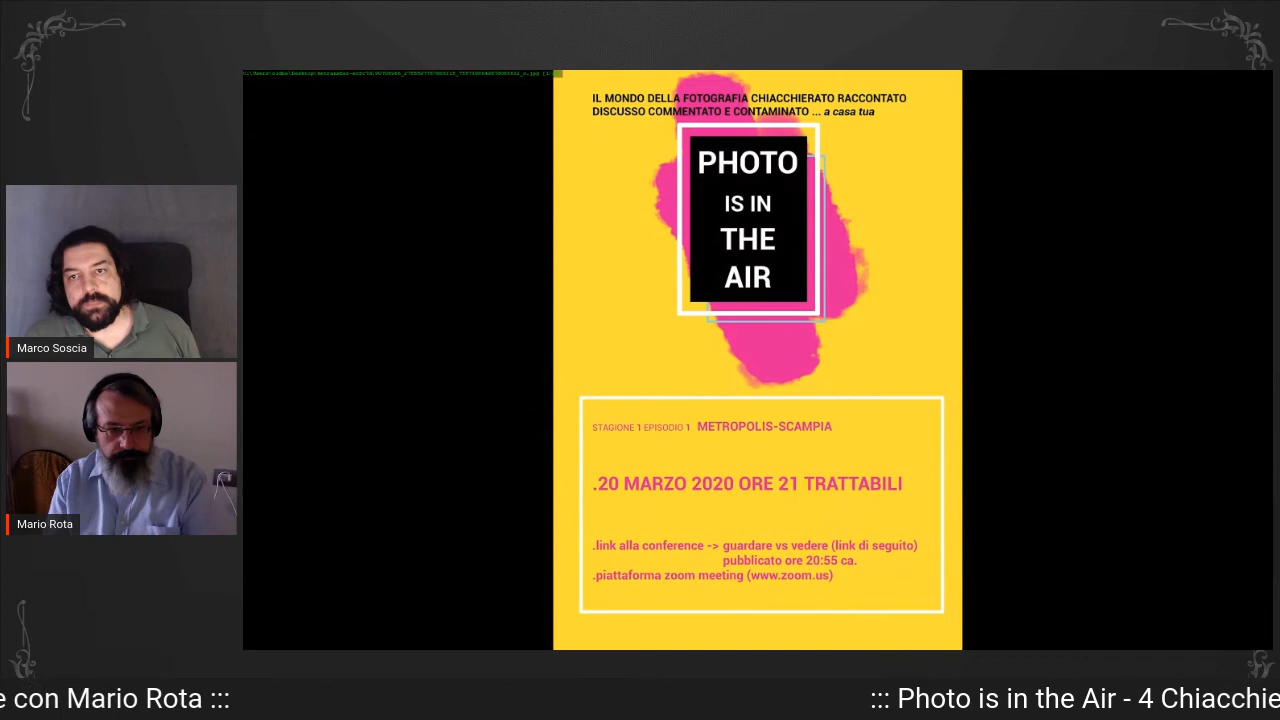 IL MONDO DELLA FOTOGRAFIA CHIACCHIERATO RACCONTATO
DISCUSSO COMMENTATO E CONTAMINATO ... a casa tua
PHOTO
IS IN
THE
AIR
STAGIONE 1 EPISODIO 1 METROPOLIS-SCAMPIA
.20 MARZO 2020 ORE 21 TRATTABILI
.link alla conference -> guardare vs vedere (link di seguito)
pubblicato ore 20:55 ca.
.piattaforma zoom meeting (www.zoom.us)
Marco Soscia
Mario Rota
e con Mario Rota ::: ::: Photo is in the Air - 4 Chiacchie